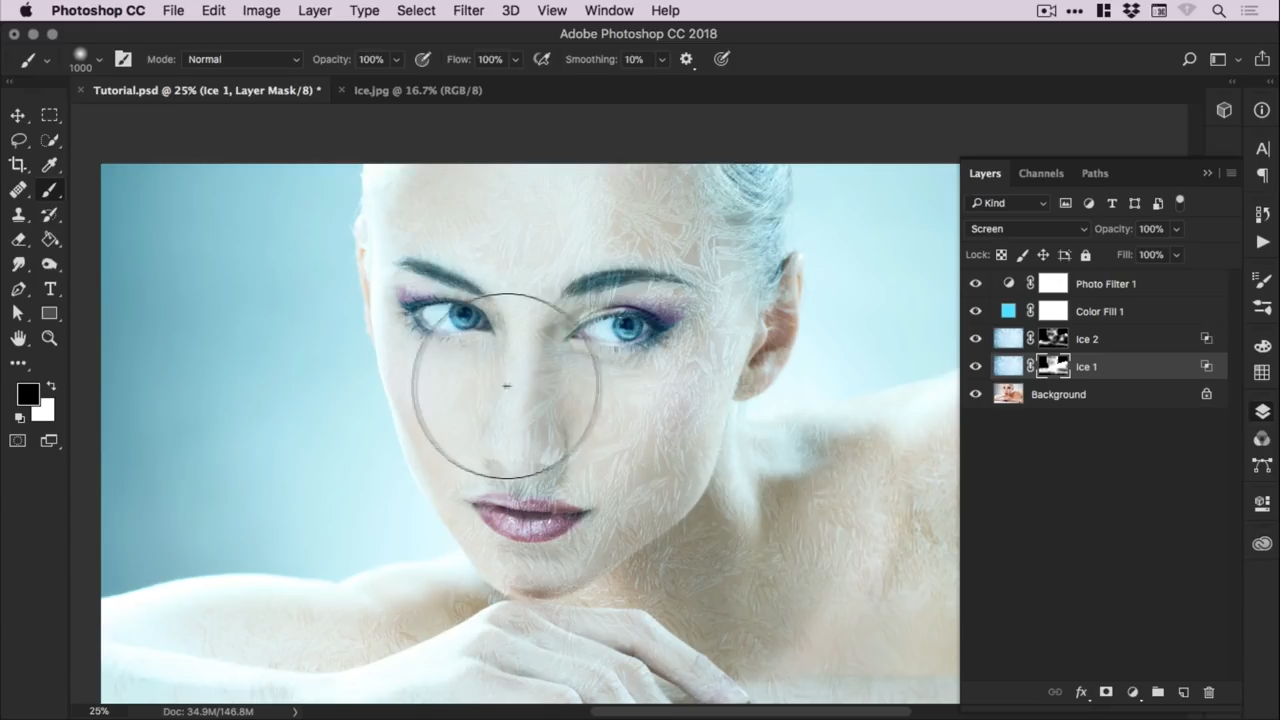 Photoshop CC File Edit Image Layer Type Select Filter 3D View Window Help
Adobe Photoshop CC 2018
1000 Mode: Normal Opacity: 100% Flow: 100% Smoothing: 10%
Tutorial.psd @ 25% (Ice 1, Layer Mask/8) * Ice.jpg @ 16.7% (RGB/8)
Layers Channels Paths
Kind
Screen Opacity: 100%
Lock: Fill: 100%
Photo Filter 1
Color Fill 1
Ice 2
Ice 1
Background
25% Doc: 34.9M/146.8M